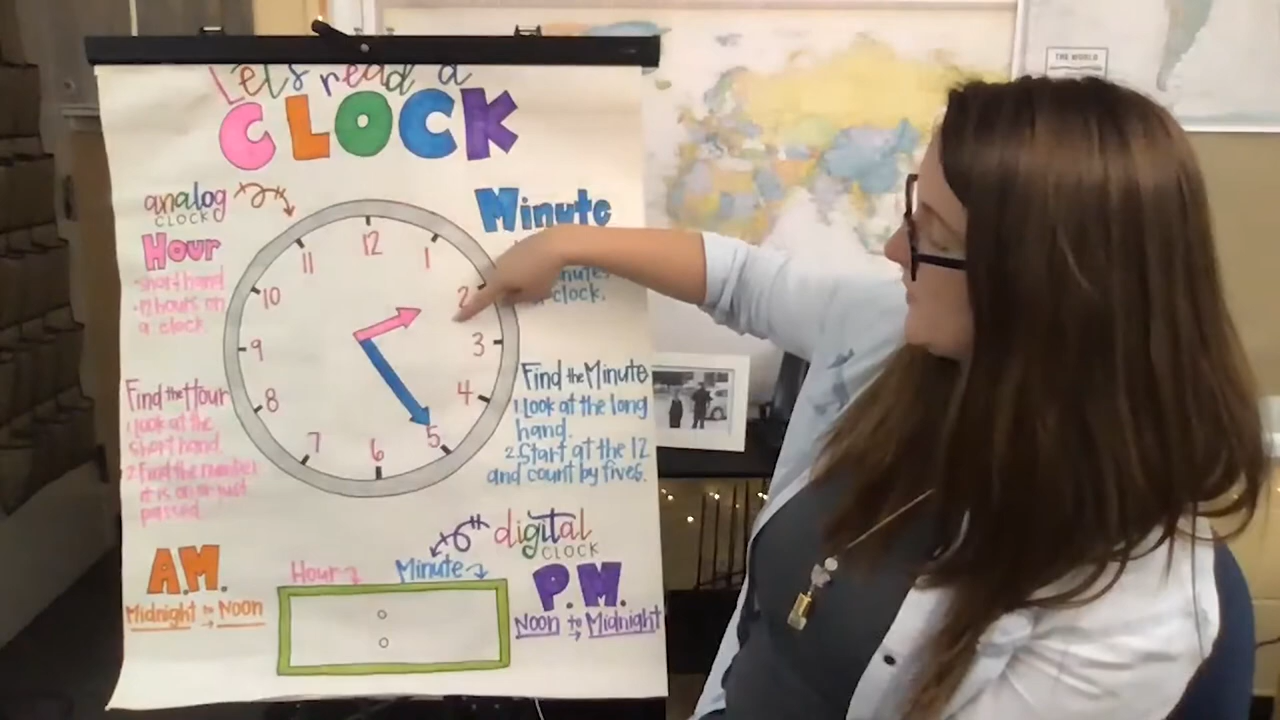 Let's read a
CLOCK
analog
CLOCK
Hour
•short hand
•12 hours on
a clock.
Minute
minutes
clock.
12
1
2
3
4
5
6
7
8
9
10
11
Find the Hour
1.look at the
short hand.
2.Find the number
it is on or just
passed.
Find the Minute
1.look at the long
hand.
2.Start at the 12
and count by fives.
digital
CLOCK
A.M.
Midnight to Noon
Hour
Minute
:
P.M.
Noon to Midnight
THE WORLD